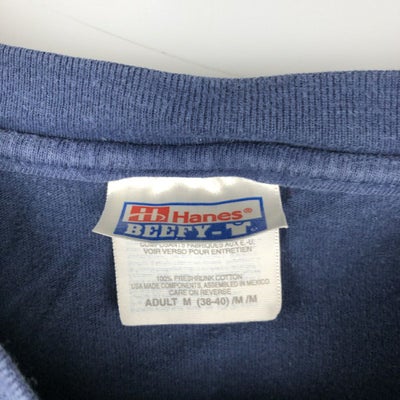 Hanes®
BEEFY-T
COMPOSANTS FABRIQUÉS AUX É.-U.
VOIR VERSO POUR ENTRETIEN
100% PRESHRUNK COTTON
USA MADE COMPONENTS, ASSEMBLED IN MEXICO
CARE ON REVERSE
ADULT M (38-40) /M/M